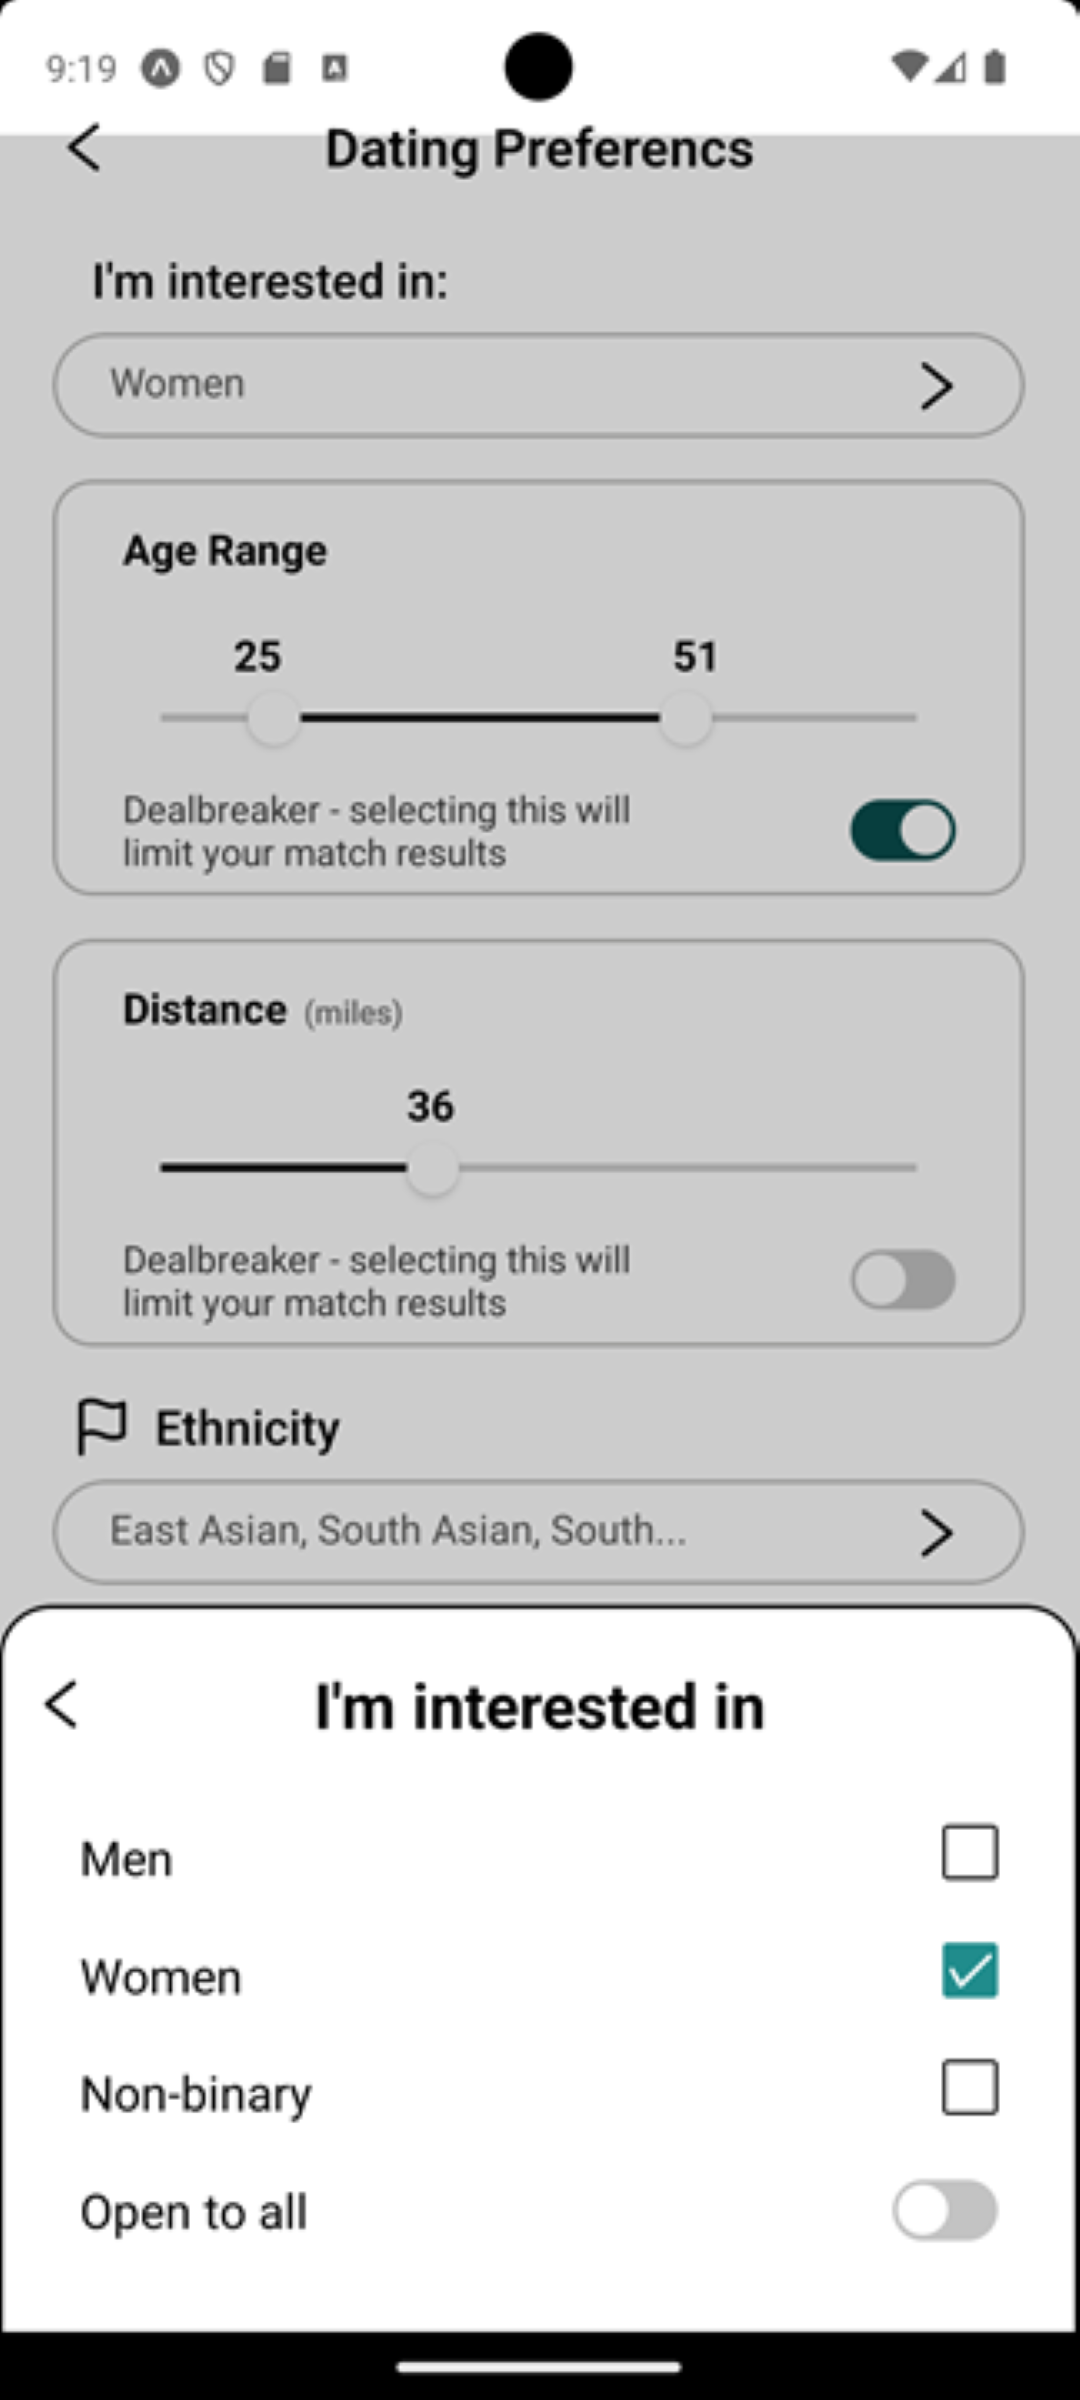 9:19
Dating Preferencs
I'm interested in:
Women
Age Range
25 51
Dealbreaker - selecting this will
limit your match results
Distance (miles)
36
Dealbreaker - selecting this will
limit your match results
Ethnicity
East Asian, South Asian, South...
I'm interested in
Men
Women
Non-binary
Open to all